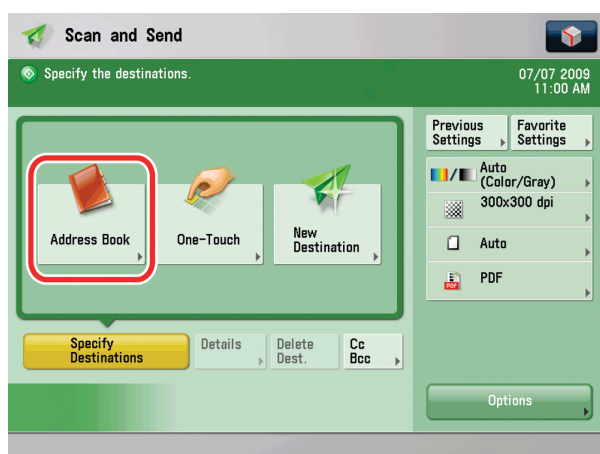 Scan and Send
Specify the destinations.
07/07 2009
11:00 AM
Previous
Settings
Favorite
Settings
Address Book
One-Touch
New
Destination
Auto
(Color/Gray)
300x300 dpi
Auto
PDF
PDF
Specify
Destinations
Details
Delete
Dest.
Cc
Bcc
Options